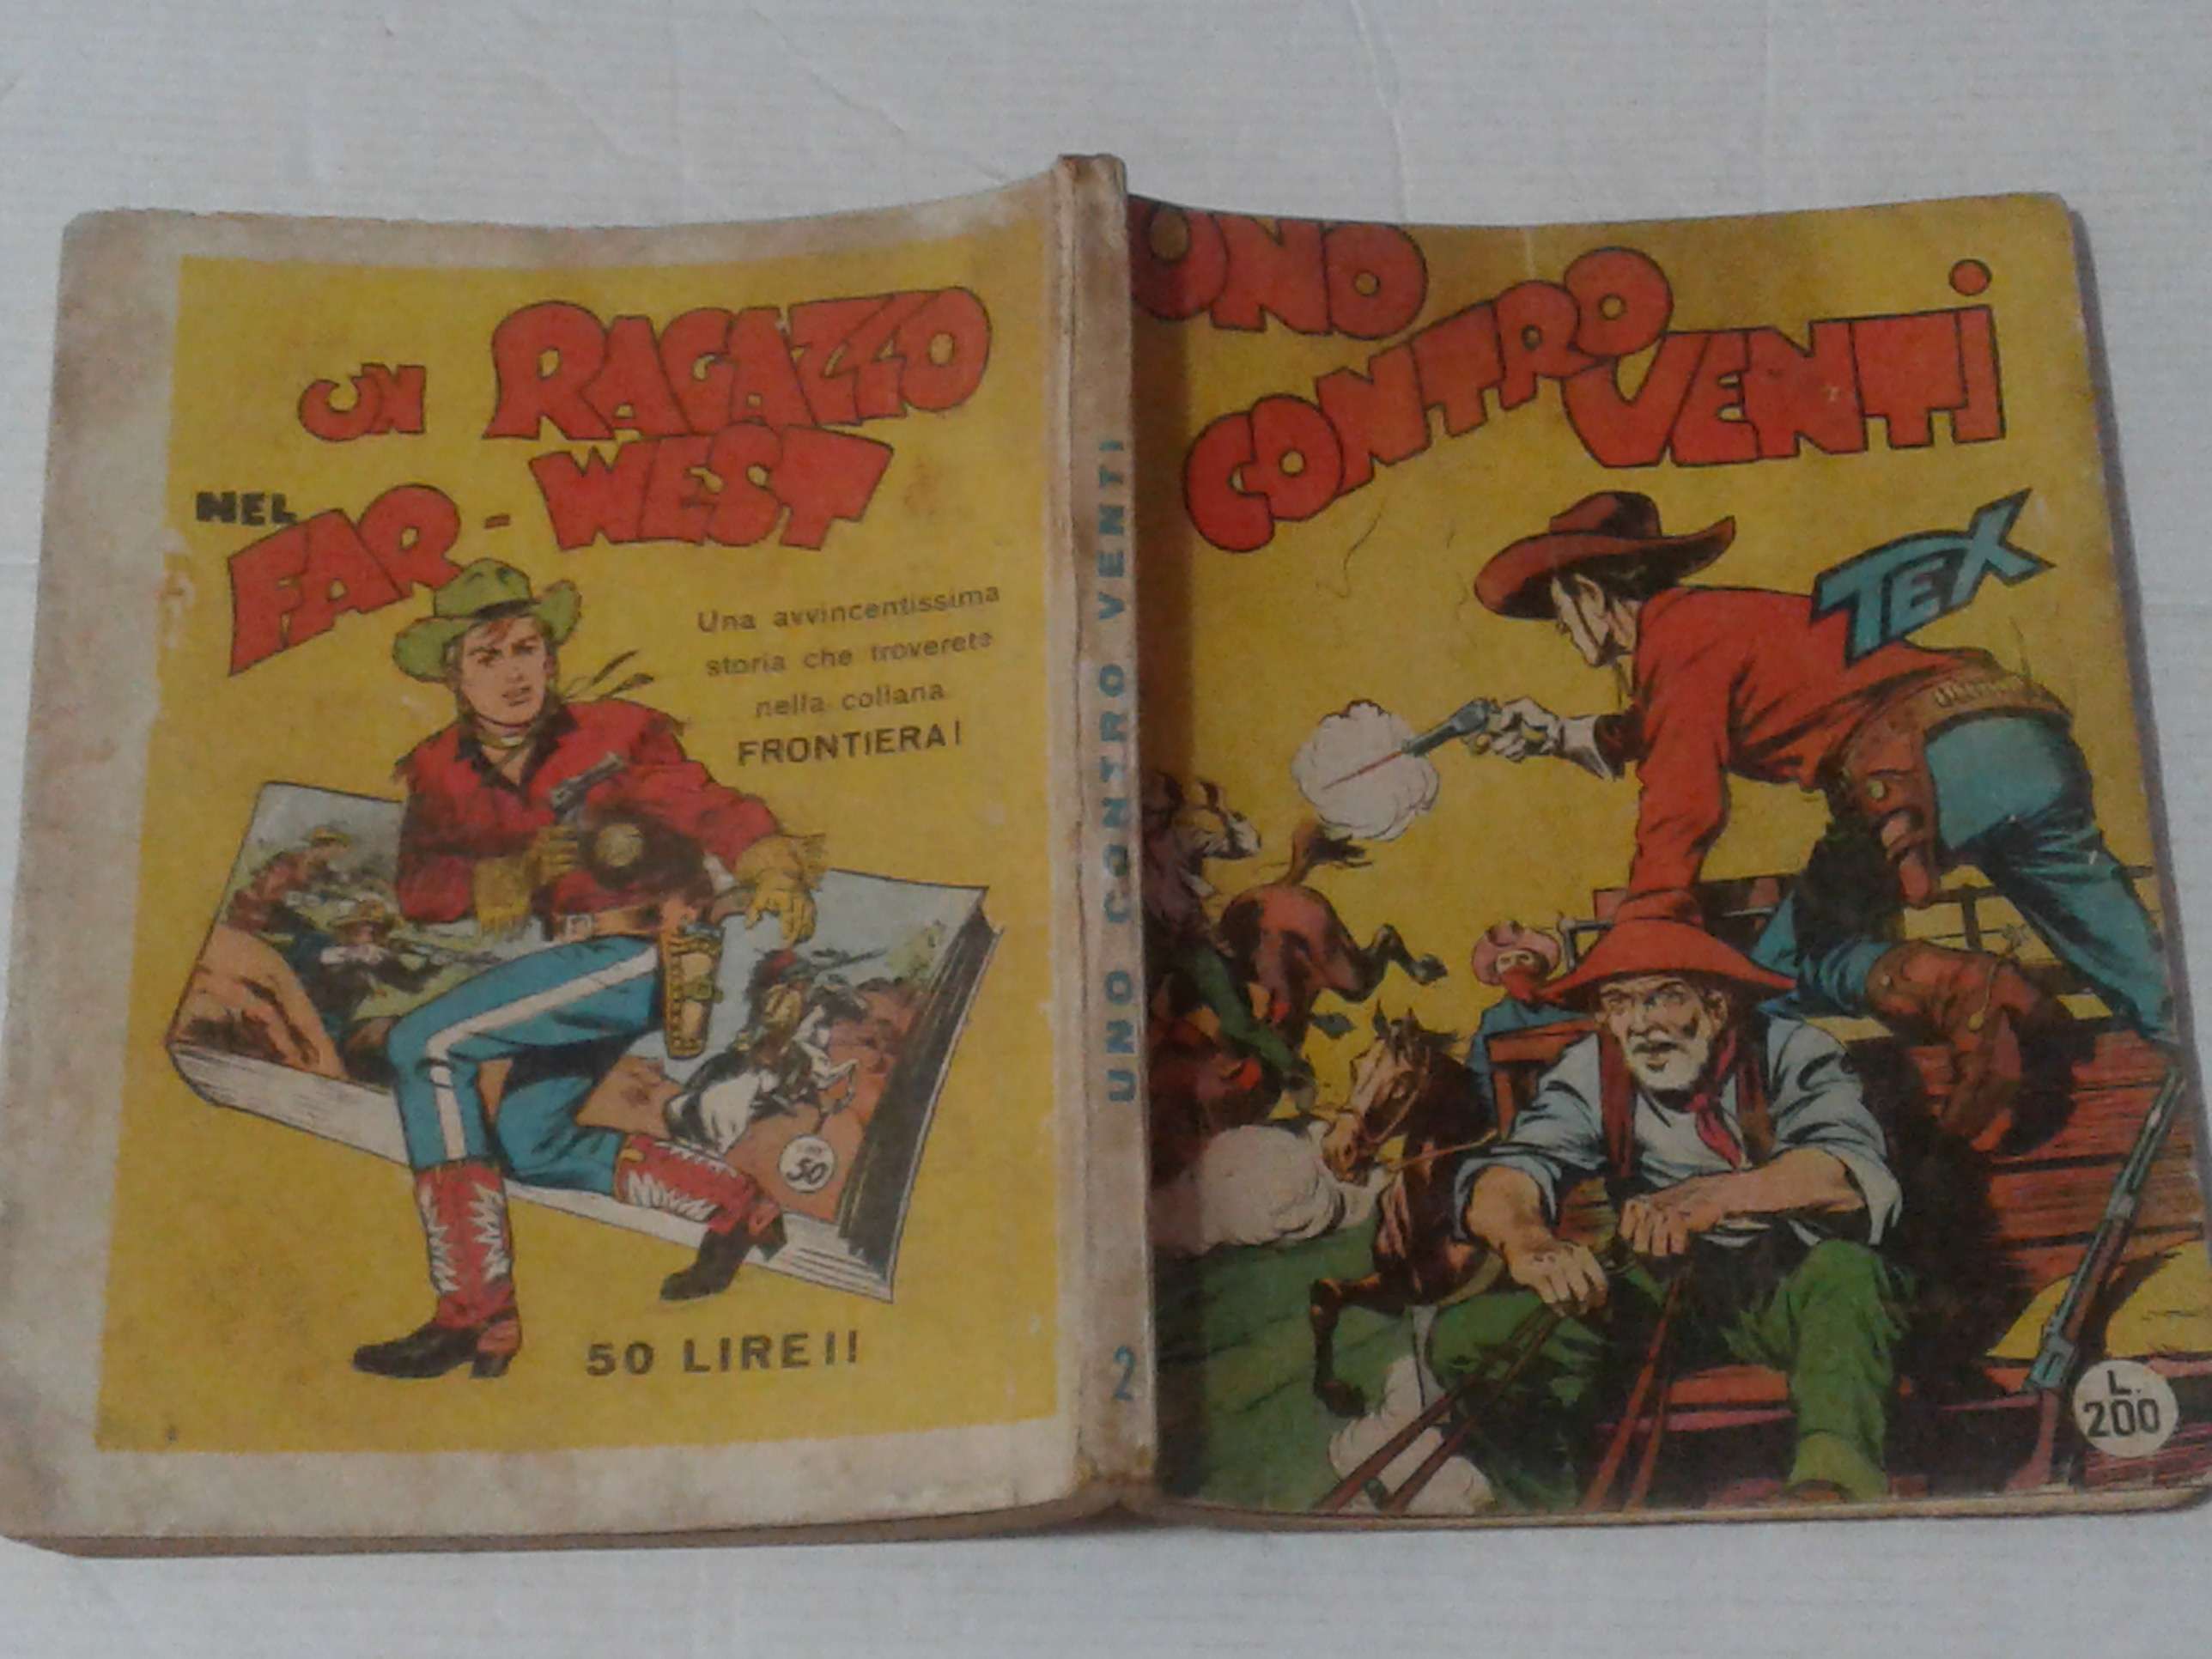 UN RAGAZZO
NEL FAR-WEST
Una avvincentissima
storia che troverete
nella collana
FRONTIERA!
50
50 LIRE!!
UNO CONTRO VENTI
2
UNO
CONTRO
VENTI
TEX
L.
200